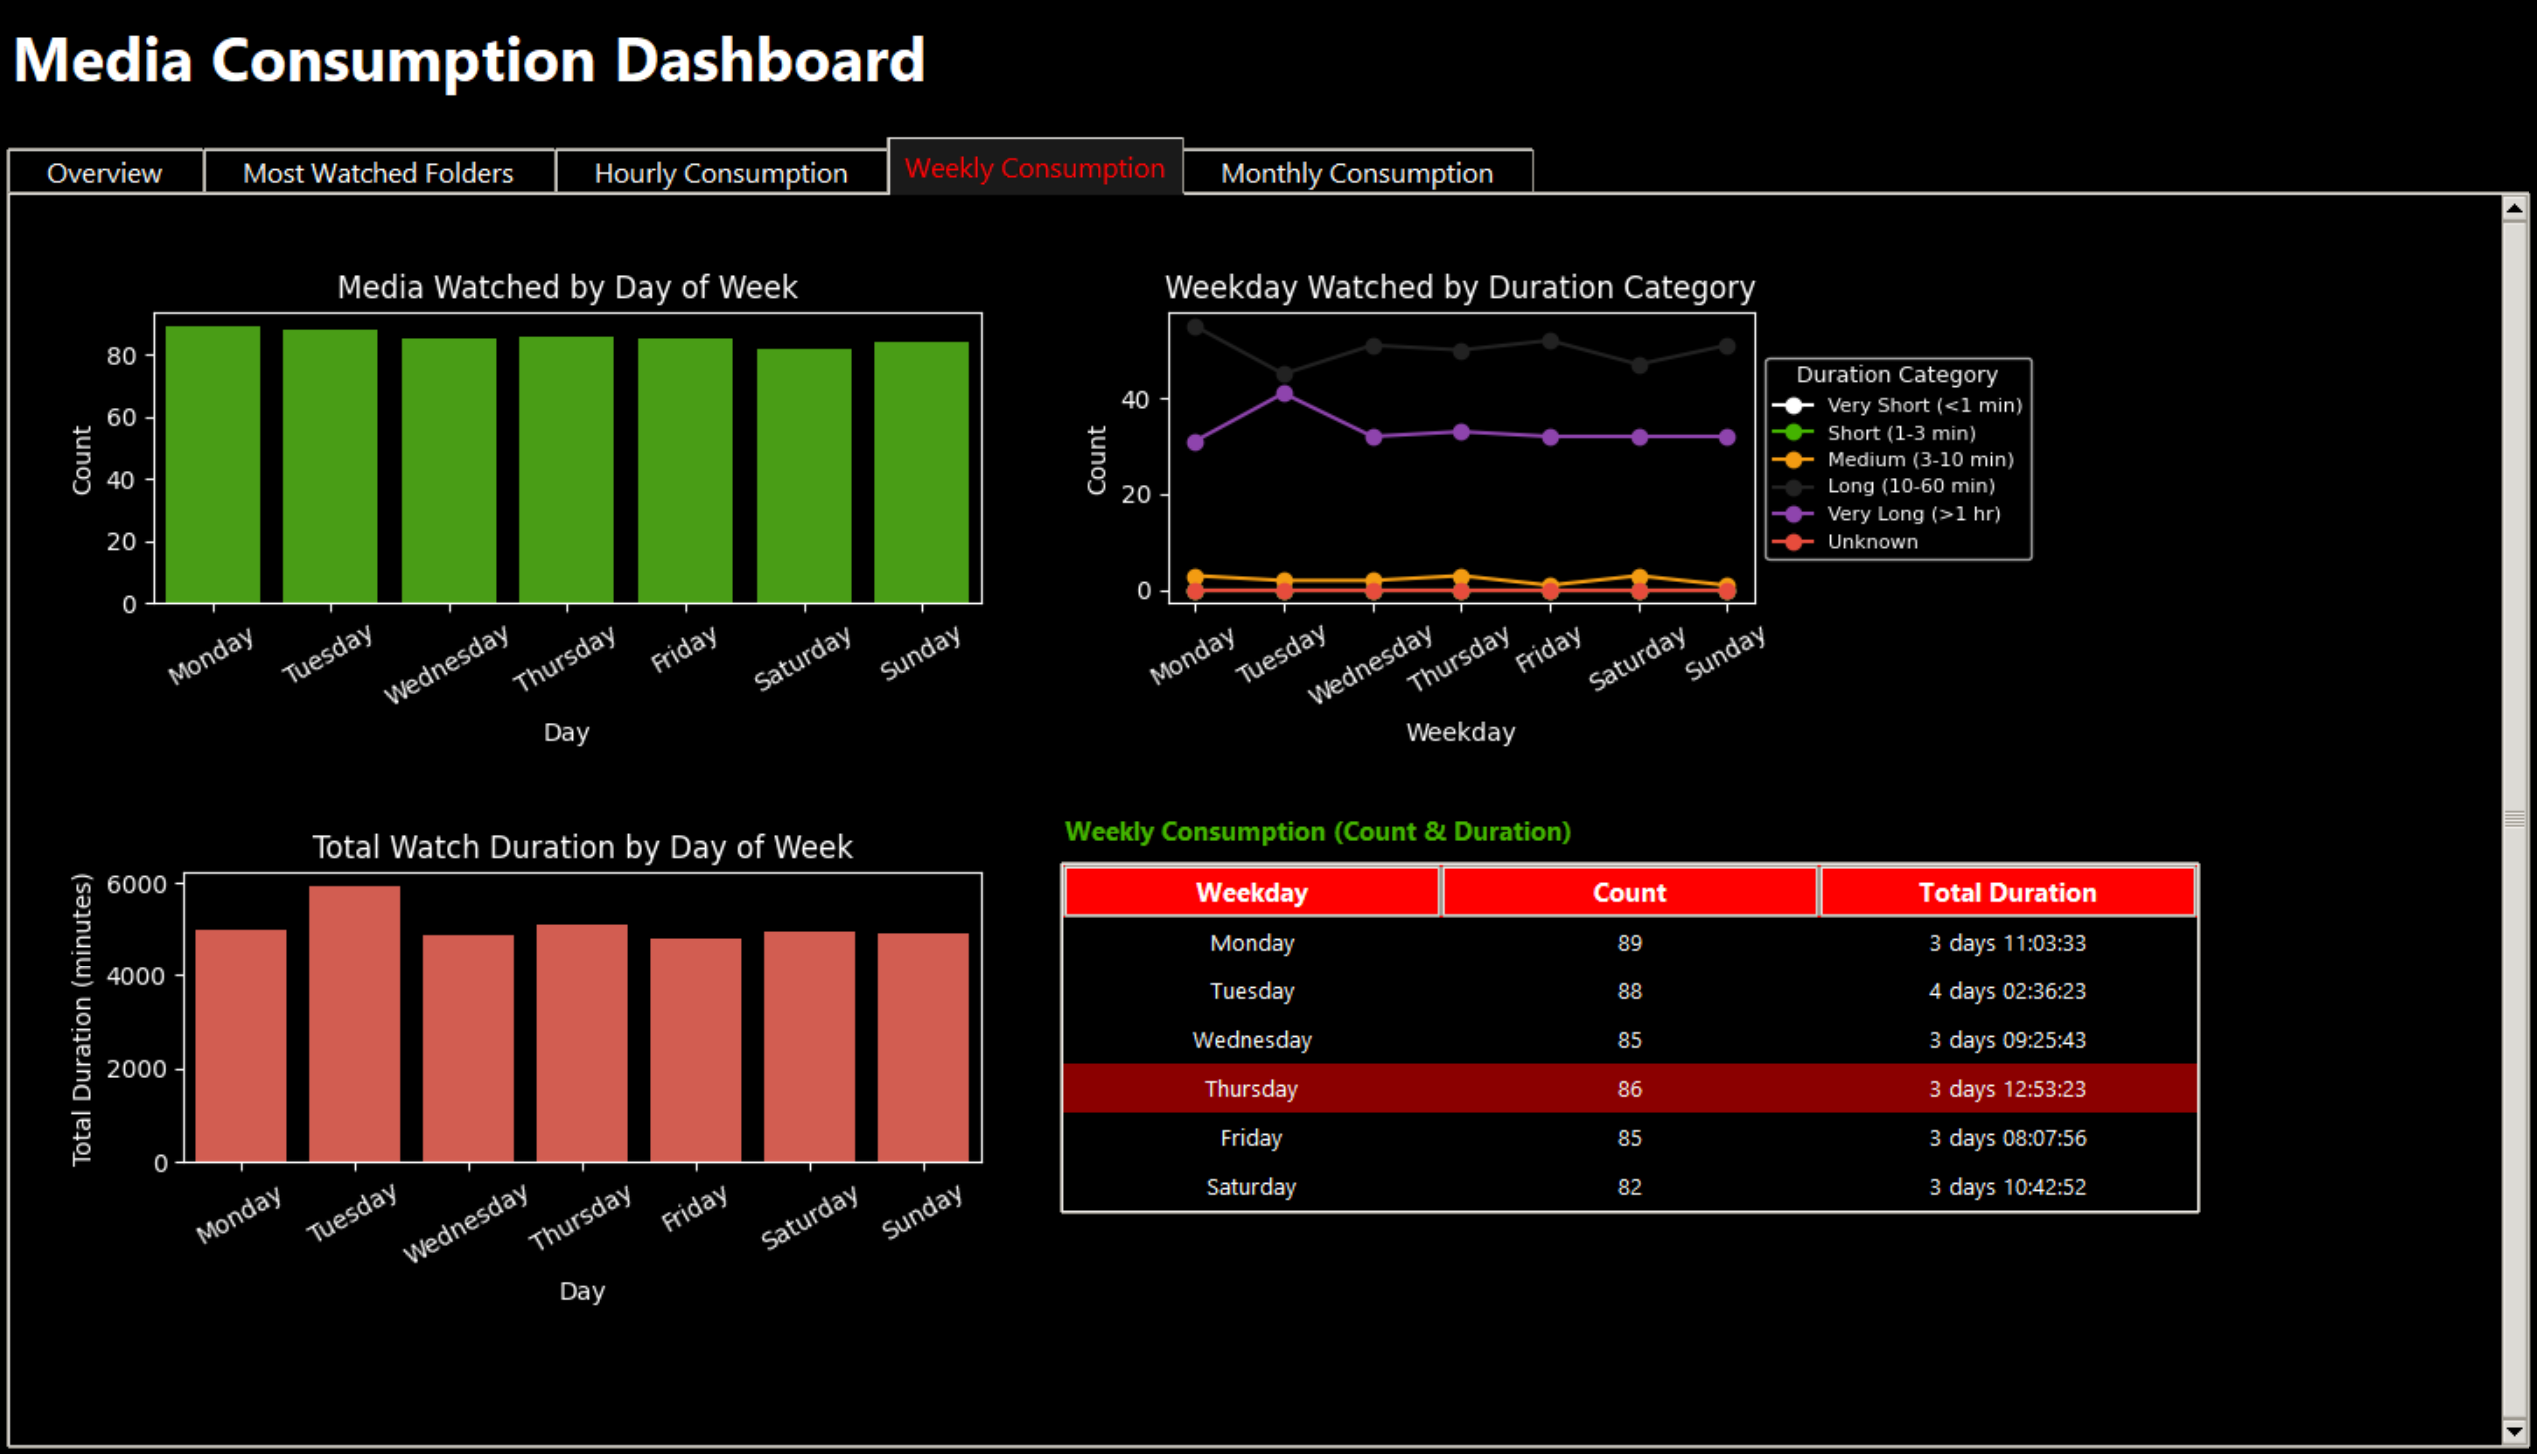 Media Consumption Dashboard
Overview
Most Watched Folders
Hourly Consumption
Weekly Consumption
Monthly Consumption
Media Watched by Day of Week
Count
80
60
40
20
0
Monday
Tuesday
Wednesday
Thursday
Friday
Saturday
Sunday
Day
Weekday Watched by Duration Category
Count
40
20
0
Monday
Tuesday
Wednesday
Thursday
Friday
Saturday
Sunday
Weekday
Duration Category
Very Short (<1 min)
Short (1-3 min)
Medium (3-10 min)
Long (10-60 min)
Very Long (>1 hr)
Unknown
Total Watch Duration by Day of Week
Total Duration (minutes)
6000
4000
2000
0
Monday
Tuesday
Wednesday
Thursday
Friday
Saturday
Sunday
Day
Weekly Consumption (Count & Duration)
Weekday Count Total Duration
Monday 89 3 days 11:03:33
Tuesday 88 4 days 02:36:23
Wednesday 85 3 days 09:25:43
Thursday 86 3 days 12:53:23
Friday 85 3 days 08:07:56
Saturday 82 3 days 10:42:52